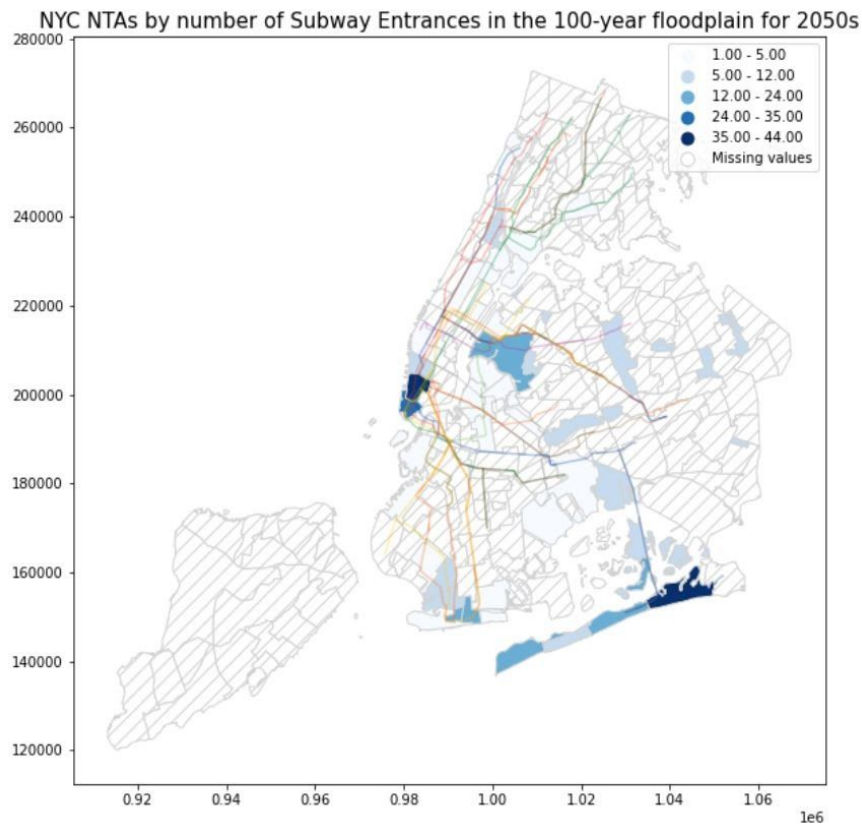 NYC NTAs by number of Subway Entrances in the 100-year floodplain for 2050s
280000
260000
240000
220000
200000
180000
160000
140000
120000
1.00 - 5.00
5.00 - 12.00
12.00 - 24.00
24.00 - 35.00
35.00 - 44.00
Missing values
0.92 0.94 0.96 0.98 1.00 1.02 1.04 1.06
1e6